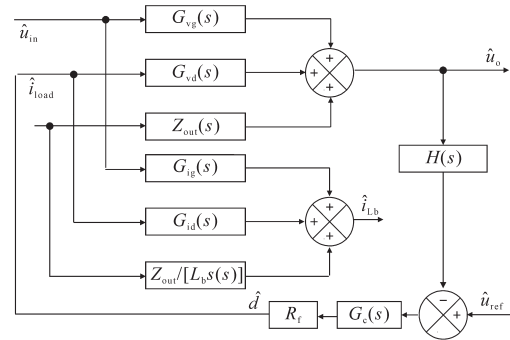 G_vg(s)
û_in
+
G_vd(s)
+
+
û_o
î_load
Z_out(s)
H(s)
G_ig(s)
+
î_Lb
G_id(s)
+
+
Z_out/[L_b s(s)]
d̂
R_f
G_c(s)
−
+
û_ref